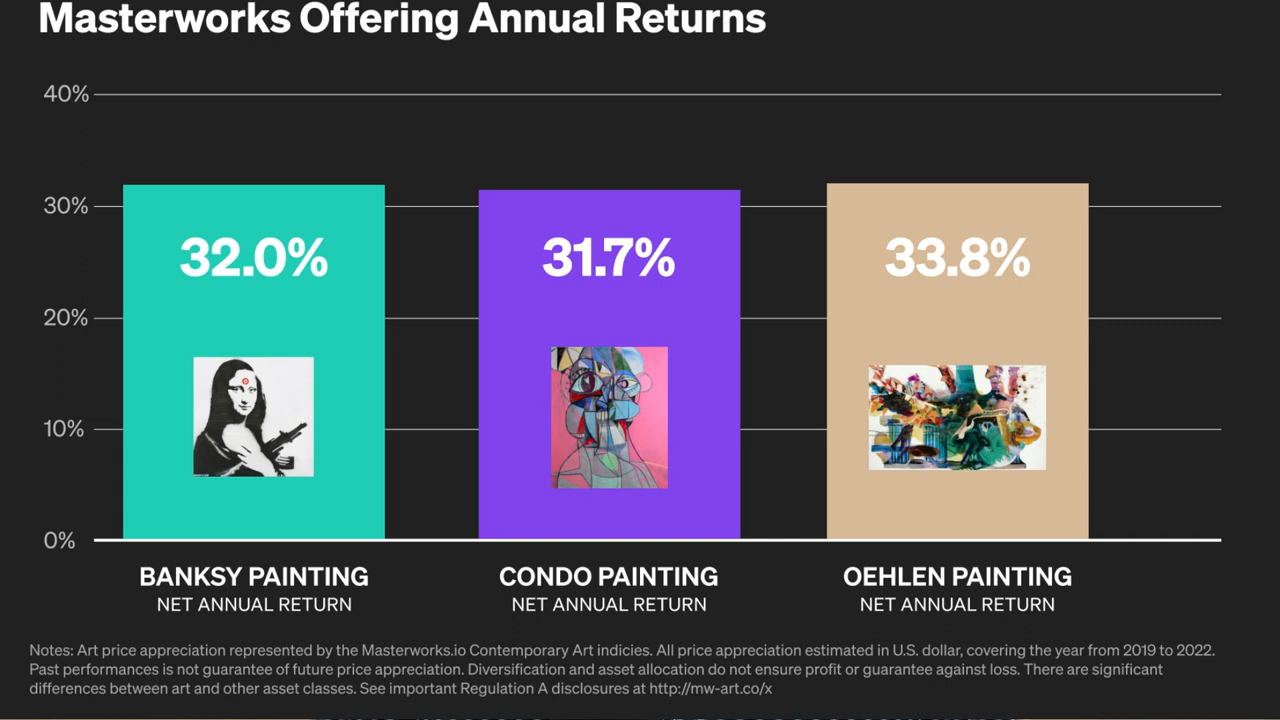 Masterworks Offering Annual Returns
40%
30%
20%
10%
0%
32.0%
31.7%
33.8%
BANKSY PAINTING
NET ANNUAL RETURN
CONDO PAINTING
NET ANNUAL RETURN
OEHLEN PAINTING
NET ANNUAL RETURN
Notes: Art price appreciation represented by the Masterworks.io Contemporary Art indicies. All price appreciation estimated in U.S. dollar, covering the year from 2019 to 2022.
Past performances is not guarantee of future price appreciation. Diversification and asset allocation do not ensure profit or guarantee against loss. There are significant
differences between art and other asset classes. See important Regulation A disclosures at http://mw-art.co/x